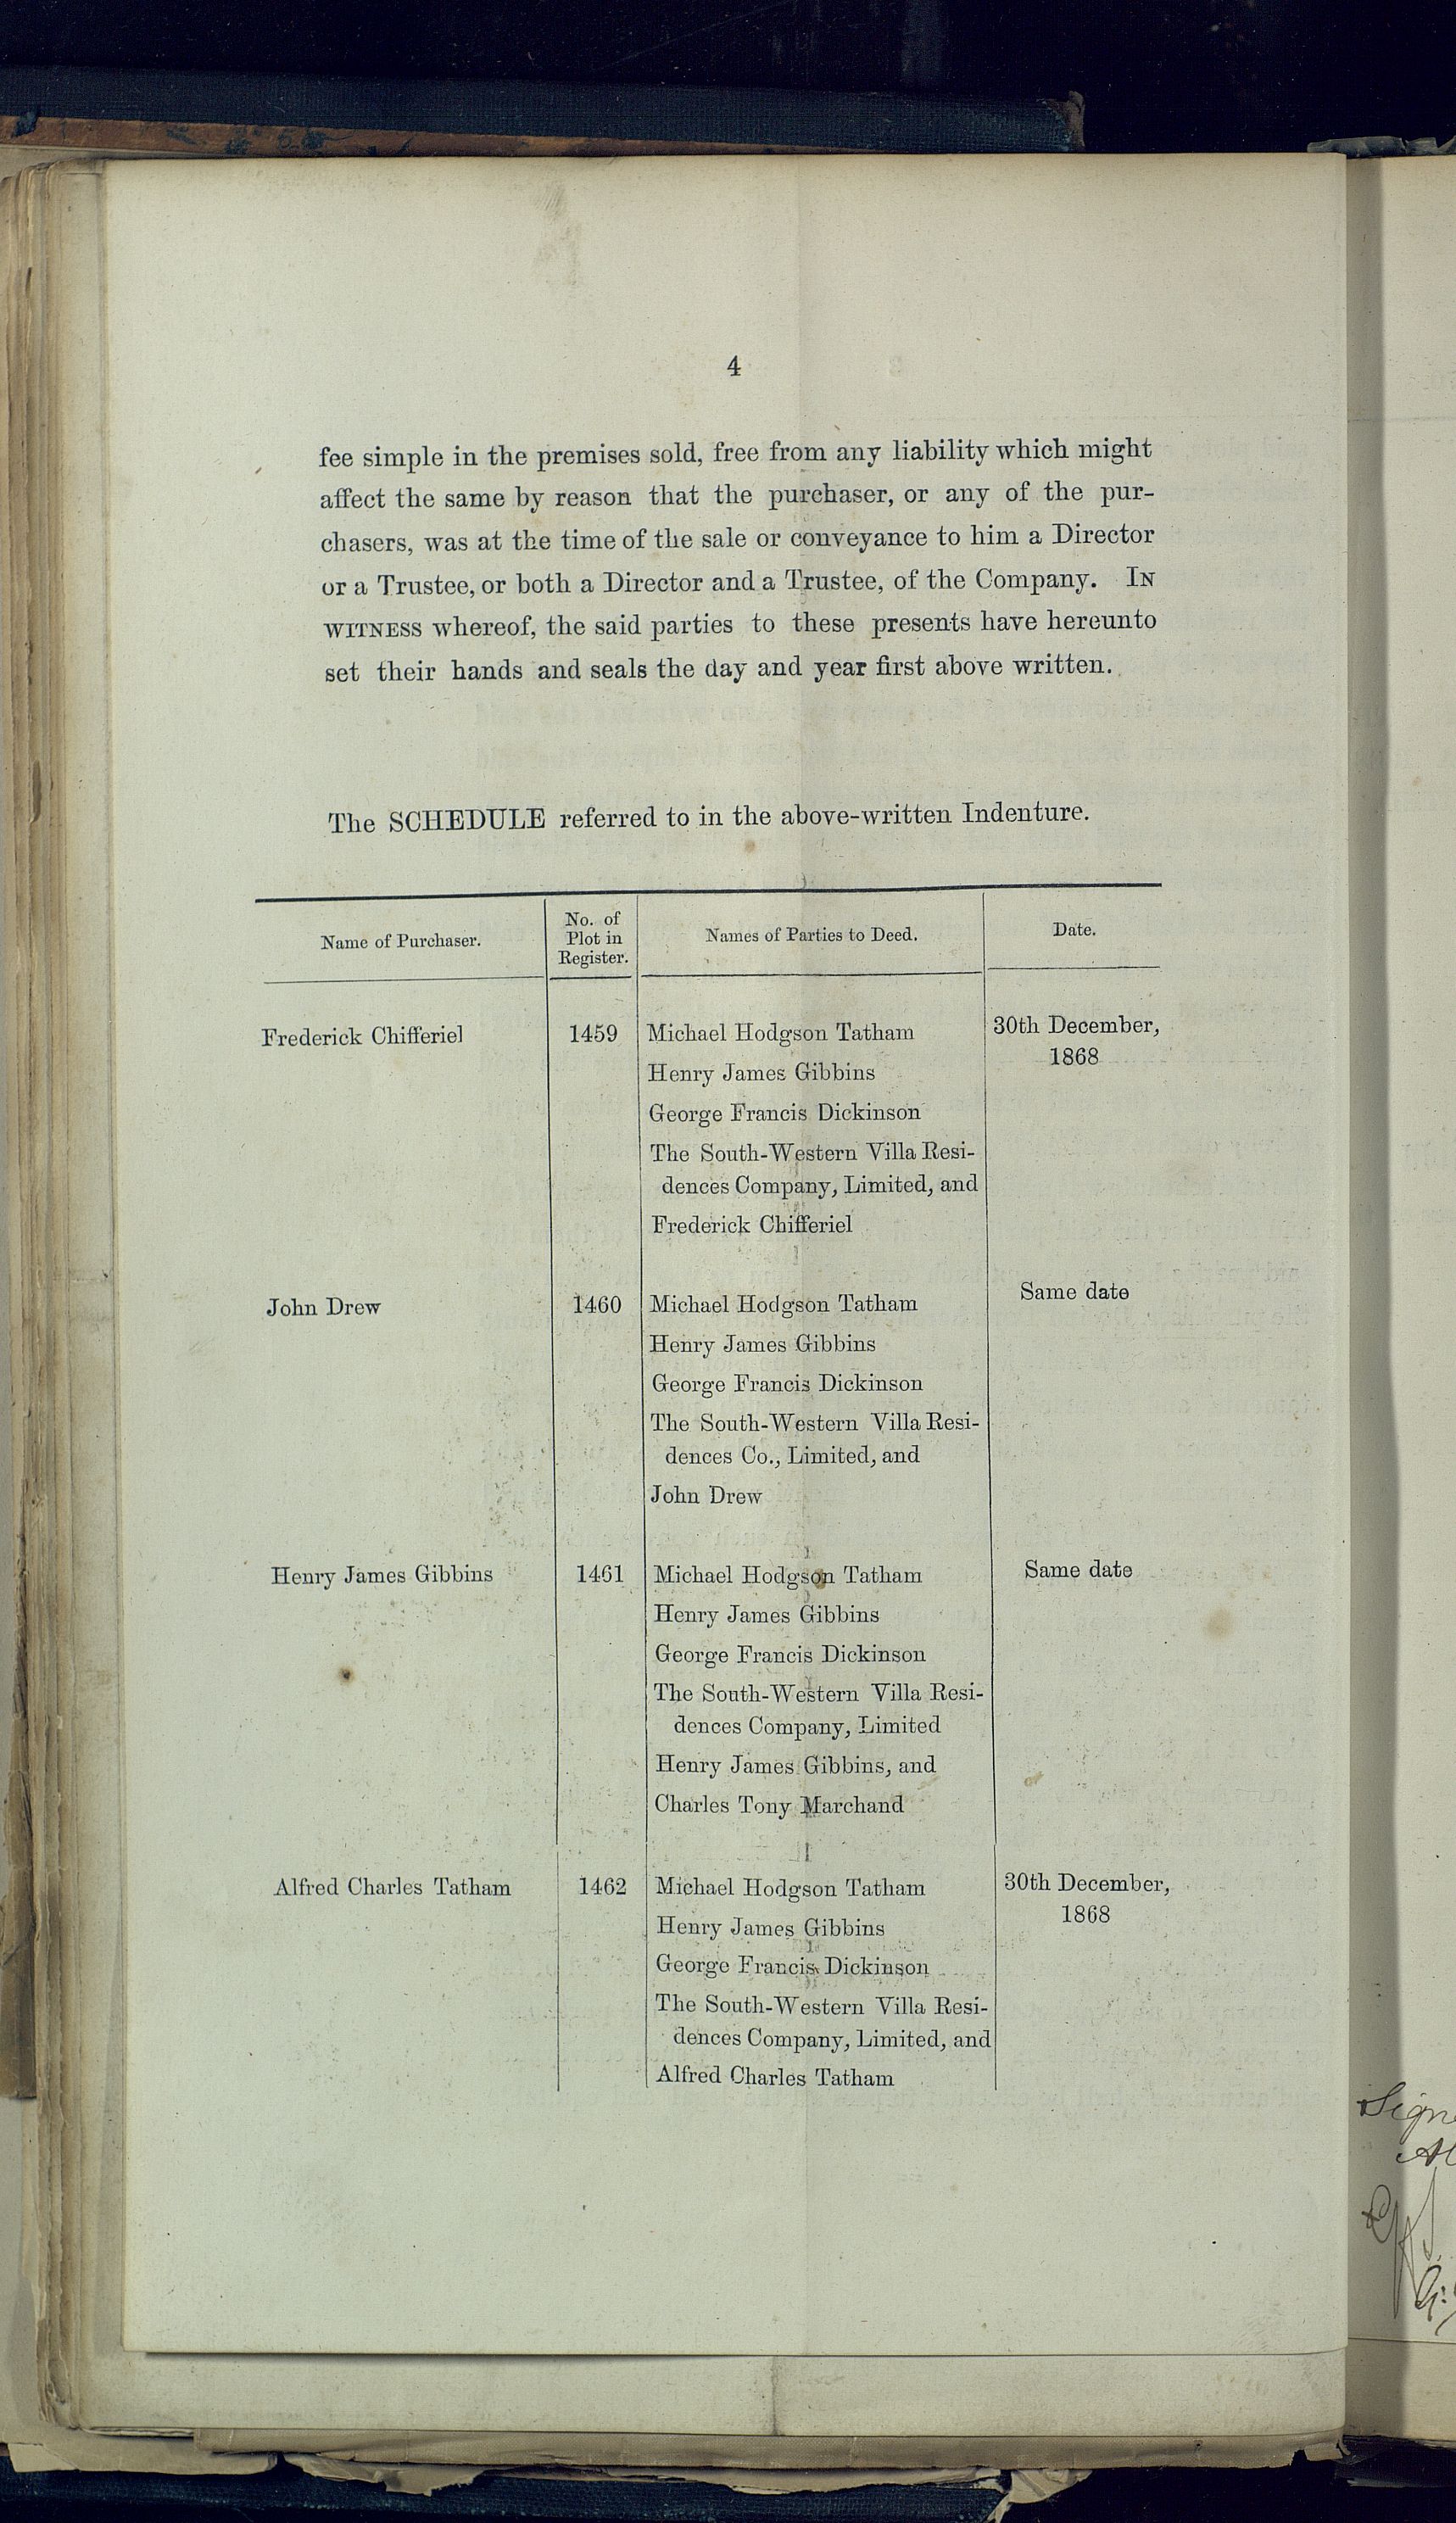 4
fee simple in the premises sold, free from any liability which might
affect the same by reason that the purchaser, or any of the pur-
chasers, was at the time of the sale or conveyance to him a Director
or a Trustee, or both a Director and a Trustee, of the Company. IN
WITNESS whereof, the said parties to these presents have hereunto
set their hands and seals the day and year first above written.
The SCHEDULE referred to in the above-written Indenture.
Name of Purchaser.
No. of
Plot in
Register.
Names of Parties to Deed.
Date.
Frederick Chifferiel
1459
Michael Hodgson Tatham
Henry James Gibbins
George Francis Dickinson
The South-Western Villa Resi-
dences Company, Limited, and
Frederick Chifferiel
30th December,
1868
John Drew
1460
Michael Hodgson Tatham
Henry James Gibbins
George Francis Dickinson
The South-Western Villa Resi-
dences Co., Limited, and
John Drew
Same date
Henry James Gibbins
1461
Michael Hodgson Tatham
Henry James Gibbins
George Francis Dickinson
The South-Western Villa Resi-
dences Company, Limited
Henry James Gibbins, and
Charles Tony Marchand
Same date
Alfred Charles Tatham
1462
Michael Hodgson Tatham
Henry James Gibbins
George Francis Dickinson
The South-Western Villa Resi-
dences Company, Limited, and
Alfred Charles Tatham
30th December,
1868